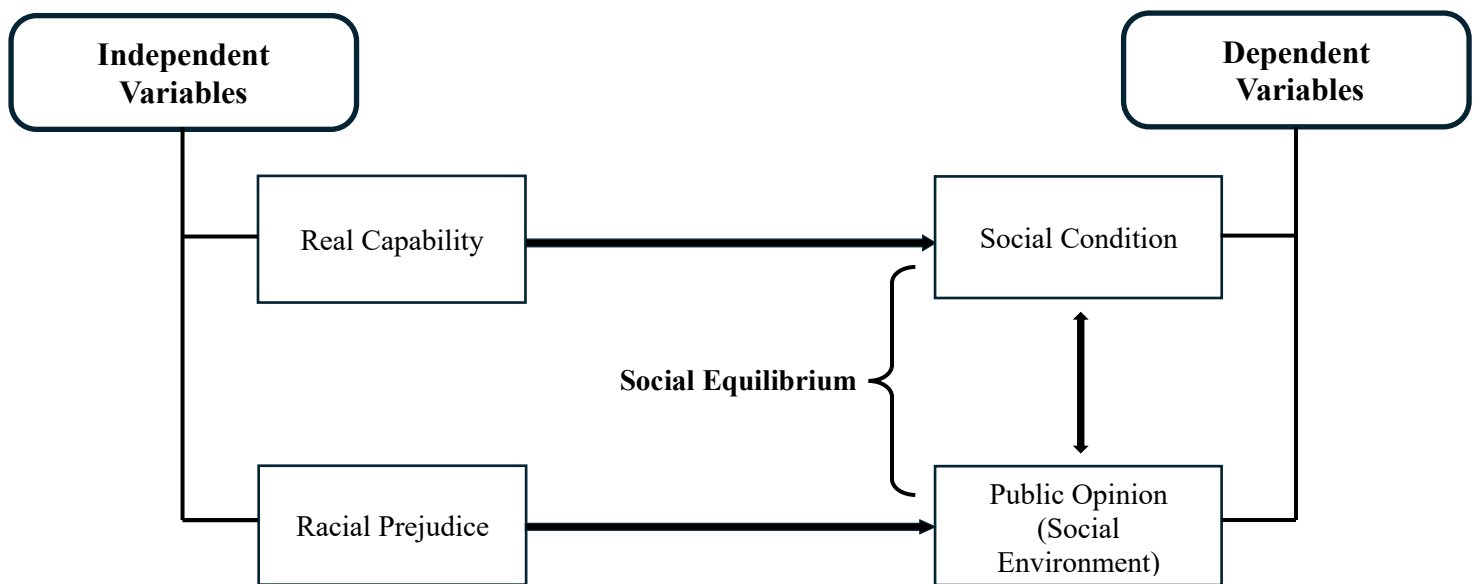 Independent
Variables
Dependent
Variables
Real Capability
Social Condition
Social Equilibrium
Racial Prejudice
Public Opinion
(Social
Environment)